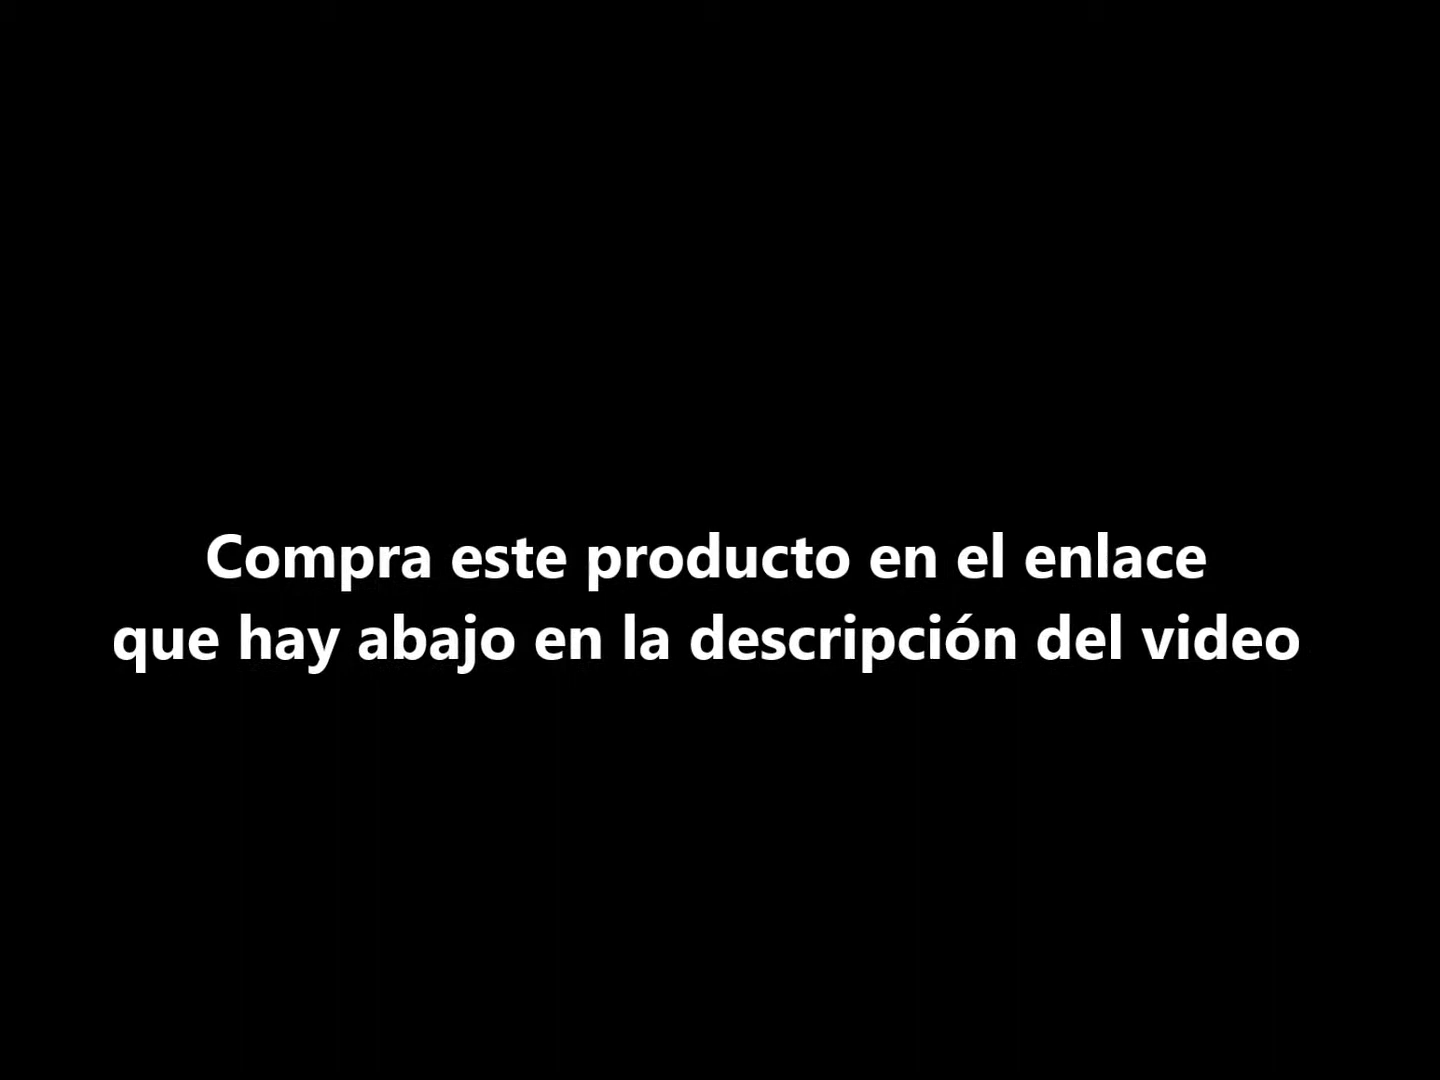 Compra este producto en el enlace
que hay abajo en la descripción del video